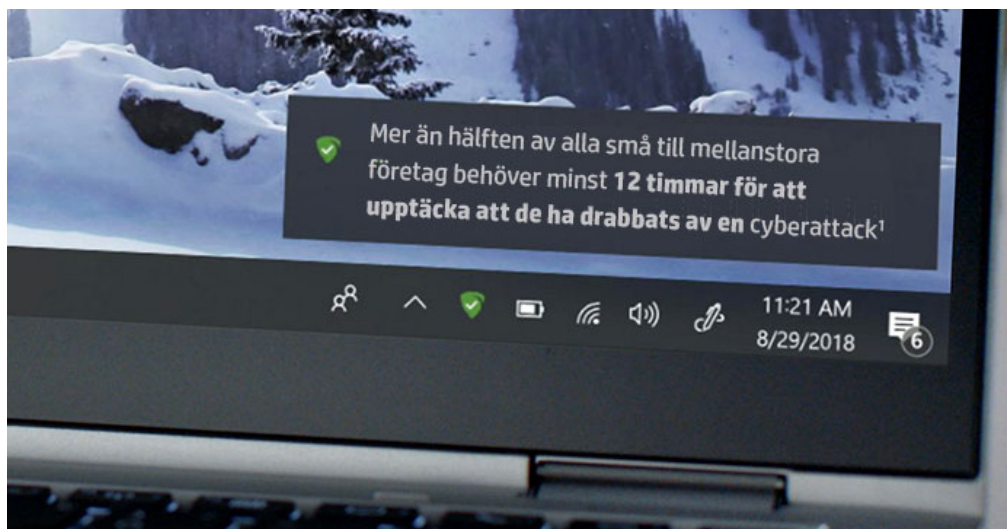 Mer än hälften av alla små till mellanstora
företag behöver minst 12 timmar för att
upptäcka att de ha drabbats av en cyberattack¹
11:21 AM
8/29/2018
6